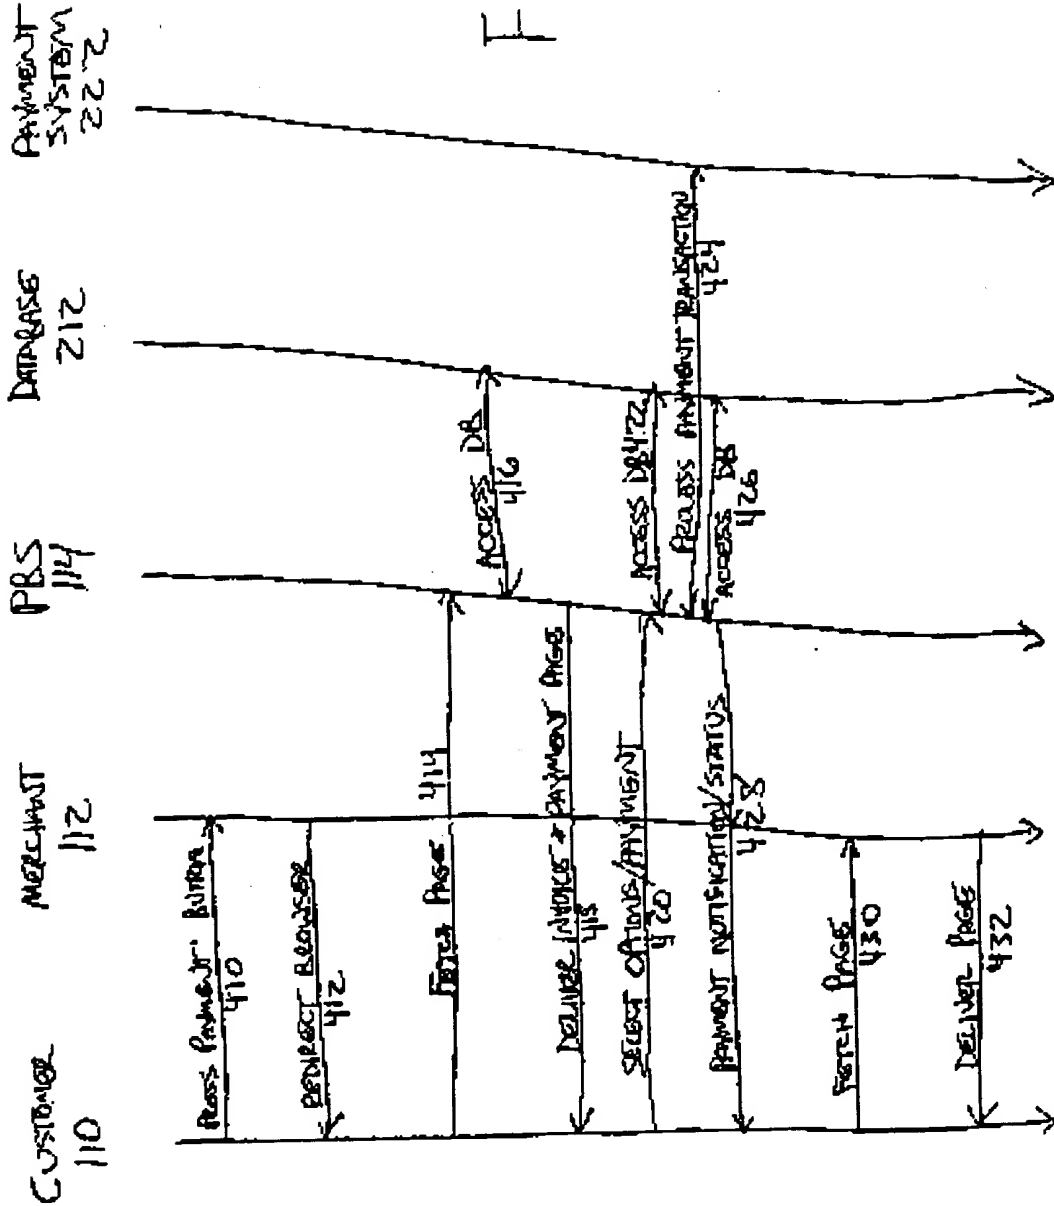 CUSTOMER
110
MERCHANT
112
PBS
114
DATABASE
212
PAYMENT
SYSTEM
222
PRESS PAYMENT BUTTON
410
REDIRECT BROWSER
412
FETCH PAGE 414
ACCESS DB
416
DELIVER INVOICE + PAYMENT PAGE
418
SELECT OPTIONS/PAYMENT
420
ACCESS DB 422
PROCESS PAYMENT TRANSACTION
424
ACCESS DB
426
PAYMENT NOTIFICATION/STATUS
428
FETCH PAGE
430
DELIVER PAGE
432